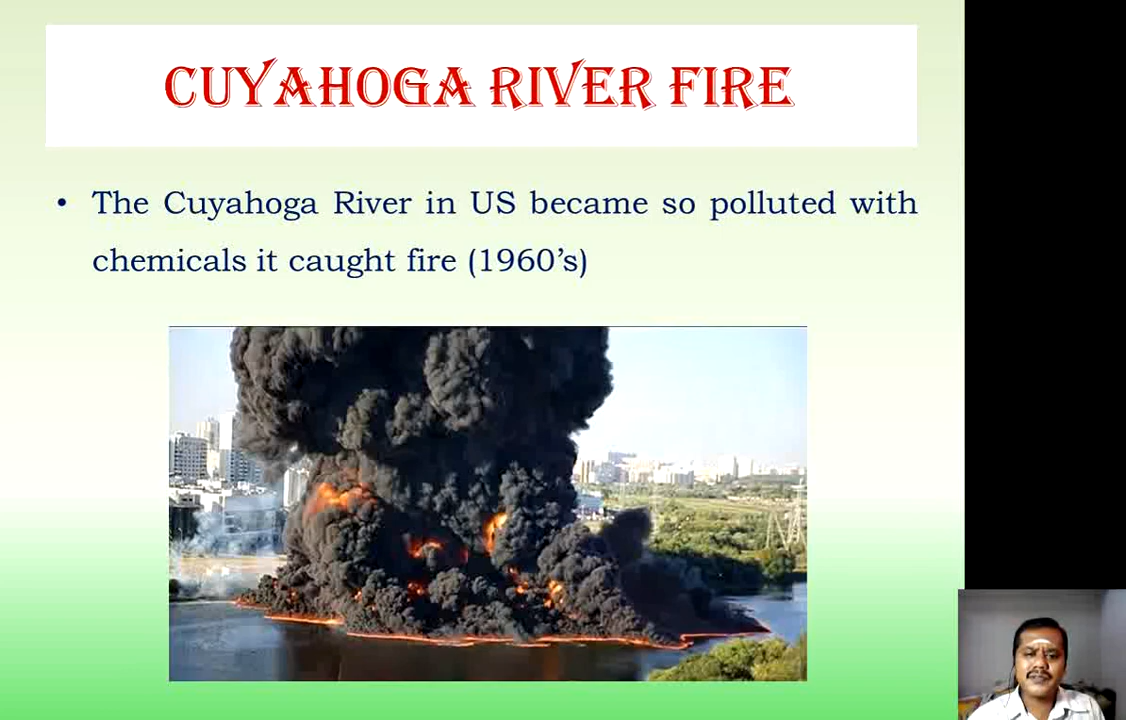 CUYAHOGA RIVER FIRE
• The Cuyahoga River in US became so polluted with
chemicals it caught fire (1960’s)